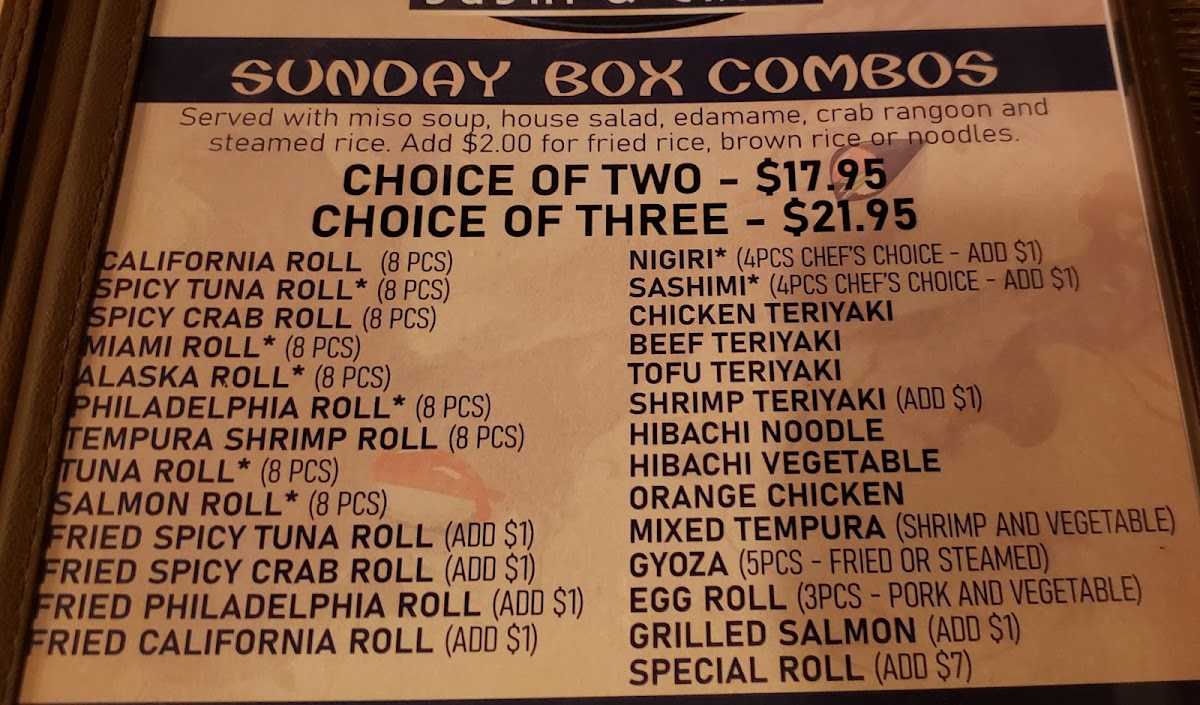 SUNDAY BOX COMBOS
Served with miso soup, house salad, edamame, crab rangoon and
steamed rice. Add $2.00 for fried rice, brown rice or noodles.
CHOICE OF TWO - $17.95
CHOICE OF THREE - $21.95
CALIFORNIA ROLL (8 PCS)
SPICY TUNA ROLL* (8 PCS)
SPICY CRAB ROLL (8 PCS)
MIAMI ROLL* (8 PCS)
ALASKA ROLL* (8 PCS)
PHILADELPHIA ROLL* (8 PCS)
TEMPURA SHRIMP ROLL (8 PCS)
TUNA ROLL* (8 PCS)
SALMON ROLL* (8 PCS)
FRIED SPICY TUNA ROLL (ADD $1)
FRIED SPICY CRAB ROLL (ADD $1)
FRIED PHILADELPHIA ROLL (ADD $1)
FRIED CALIFORNIA ROLL (ADD $1)
NIGIRI* (4PCS CHEF'S CHOICE - ADD $1)
SASHIMI* (4PCS CHEF'S CHOICE - ADD $1)
CHICKEN TERIYAKI
BEEF TERIYAKI
TOFU TERIYAKI
SHRIMP TERIYAKI (ADD $1)
HIBACHI NOODLE
HIBACHI VEGETABLE
ORANGE CHICKEN
MIXED TEMPURA (SHRIMP AND VEGETABLE)
GYOZA (5PCS - FRIED OR STEAMED)
EGG ROLL (3PCS - PORK AND VEGETABLE)
GRILLED SALMON (ADD $1)
SPECIAL ROLL (ADD $7)